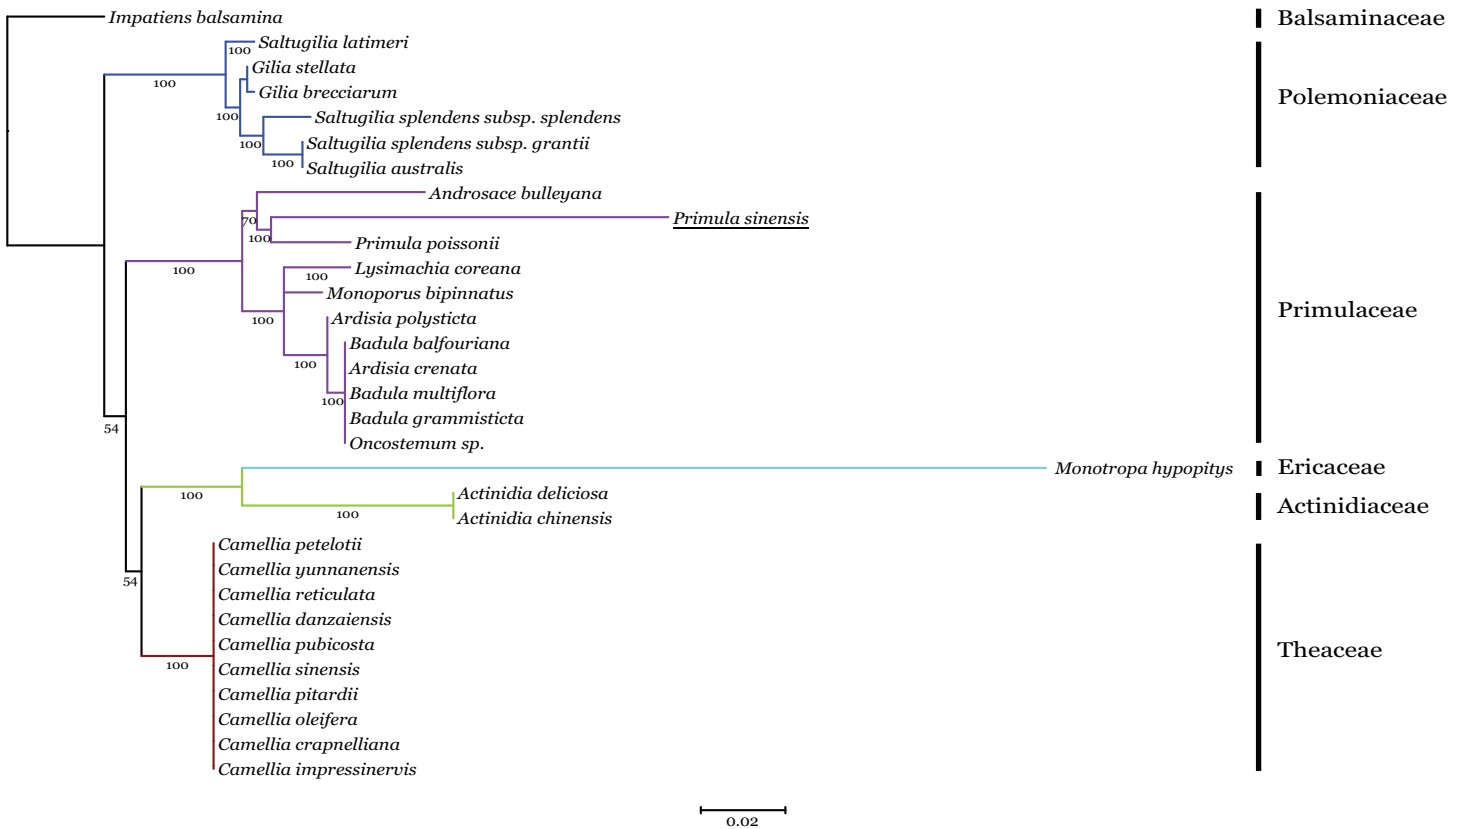 Impatiens balsamina
Balsaminaceae
100
Saltugilia latimeri
Gilia stellata
100
Gilia brecciarum
Polemoniaceae
100
Saltugilia splendens subsp. splendens
100
Saltugilia splendens subsp. grantii
100
Saltugilia australis
Androsace bulleyana
70
Primula sinensis
100
Primula poissonii
100
Lysimachia coreana
100
Monoporus bipinnatus
Primulaceae
100
Ardisia polysticta
Badula balfouriana
100
Ardisia crenata
Badula multiflora
100
Badula grammisticta
54
Oncostemum sp.
Monotropa hypopitys
Ericaceae
100
Actinidia deliciosa
Actinidiaceae
100
Actinidia chinensis
Camellia petelotii
Camellia yunnanensis
54
Camellia reticulata
Camellia danzaiensis
Camellia pubicosta
Theaceae
100
Camellia sinensis
Camellia pitardii
Camellia oleifera
Camellia crapnelliana
Camellia impressinervis
0.02